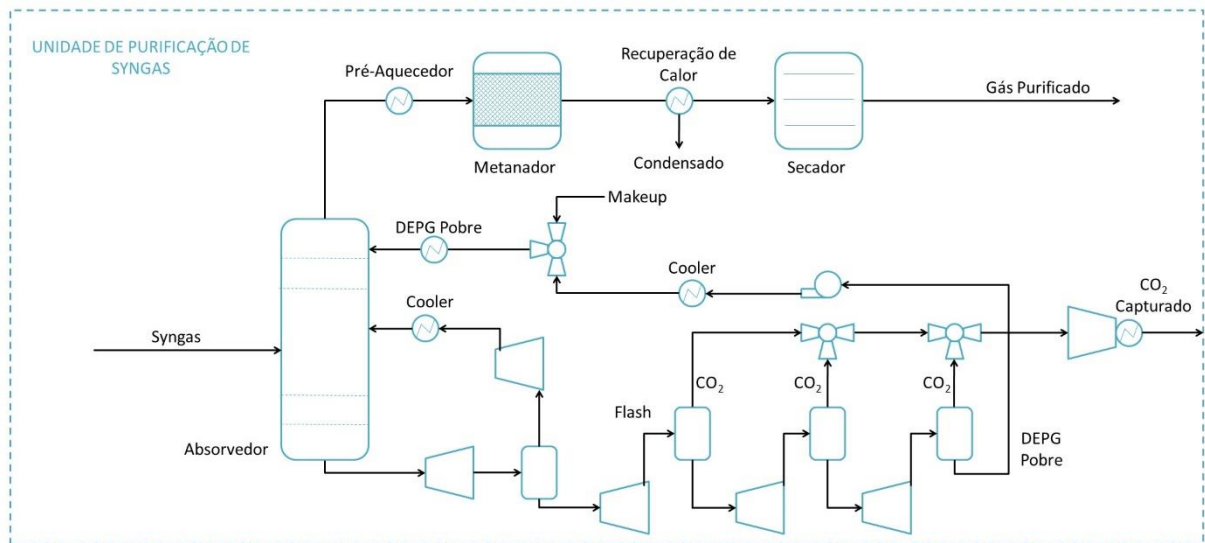 UNIDADE DE PURIFICAÇÃO DE
SYNGAS
Pré-Aquecedor
Recuperação de
Calor
Gás Purificado
Metanador
Condensado
Secador
Makeup
DEPG Pobre
Cooler
Cooler
CO₂
Capturado
Syngas
CO₂
CO₂
CO₂
Flash
Absorvedor
DEPG
Pobre